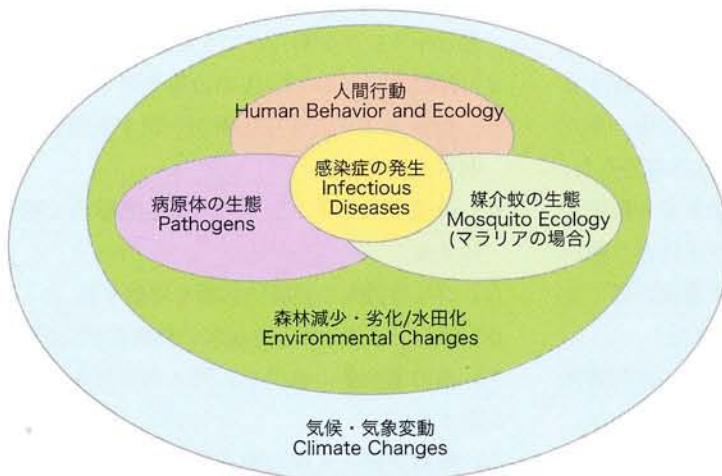 人間行動
Human Behavior and Ecology
感染症の発生
Infectious
Diseases
病原体の生態
Pathogens
媒介蚊の生態
Mosquito Ecology
(マラリアの場合)
森林減少・劣化/水田化
Environmental Changes
気候・気象変動
Climate Changes